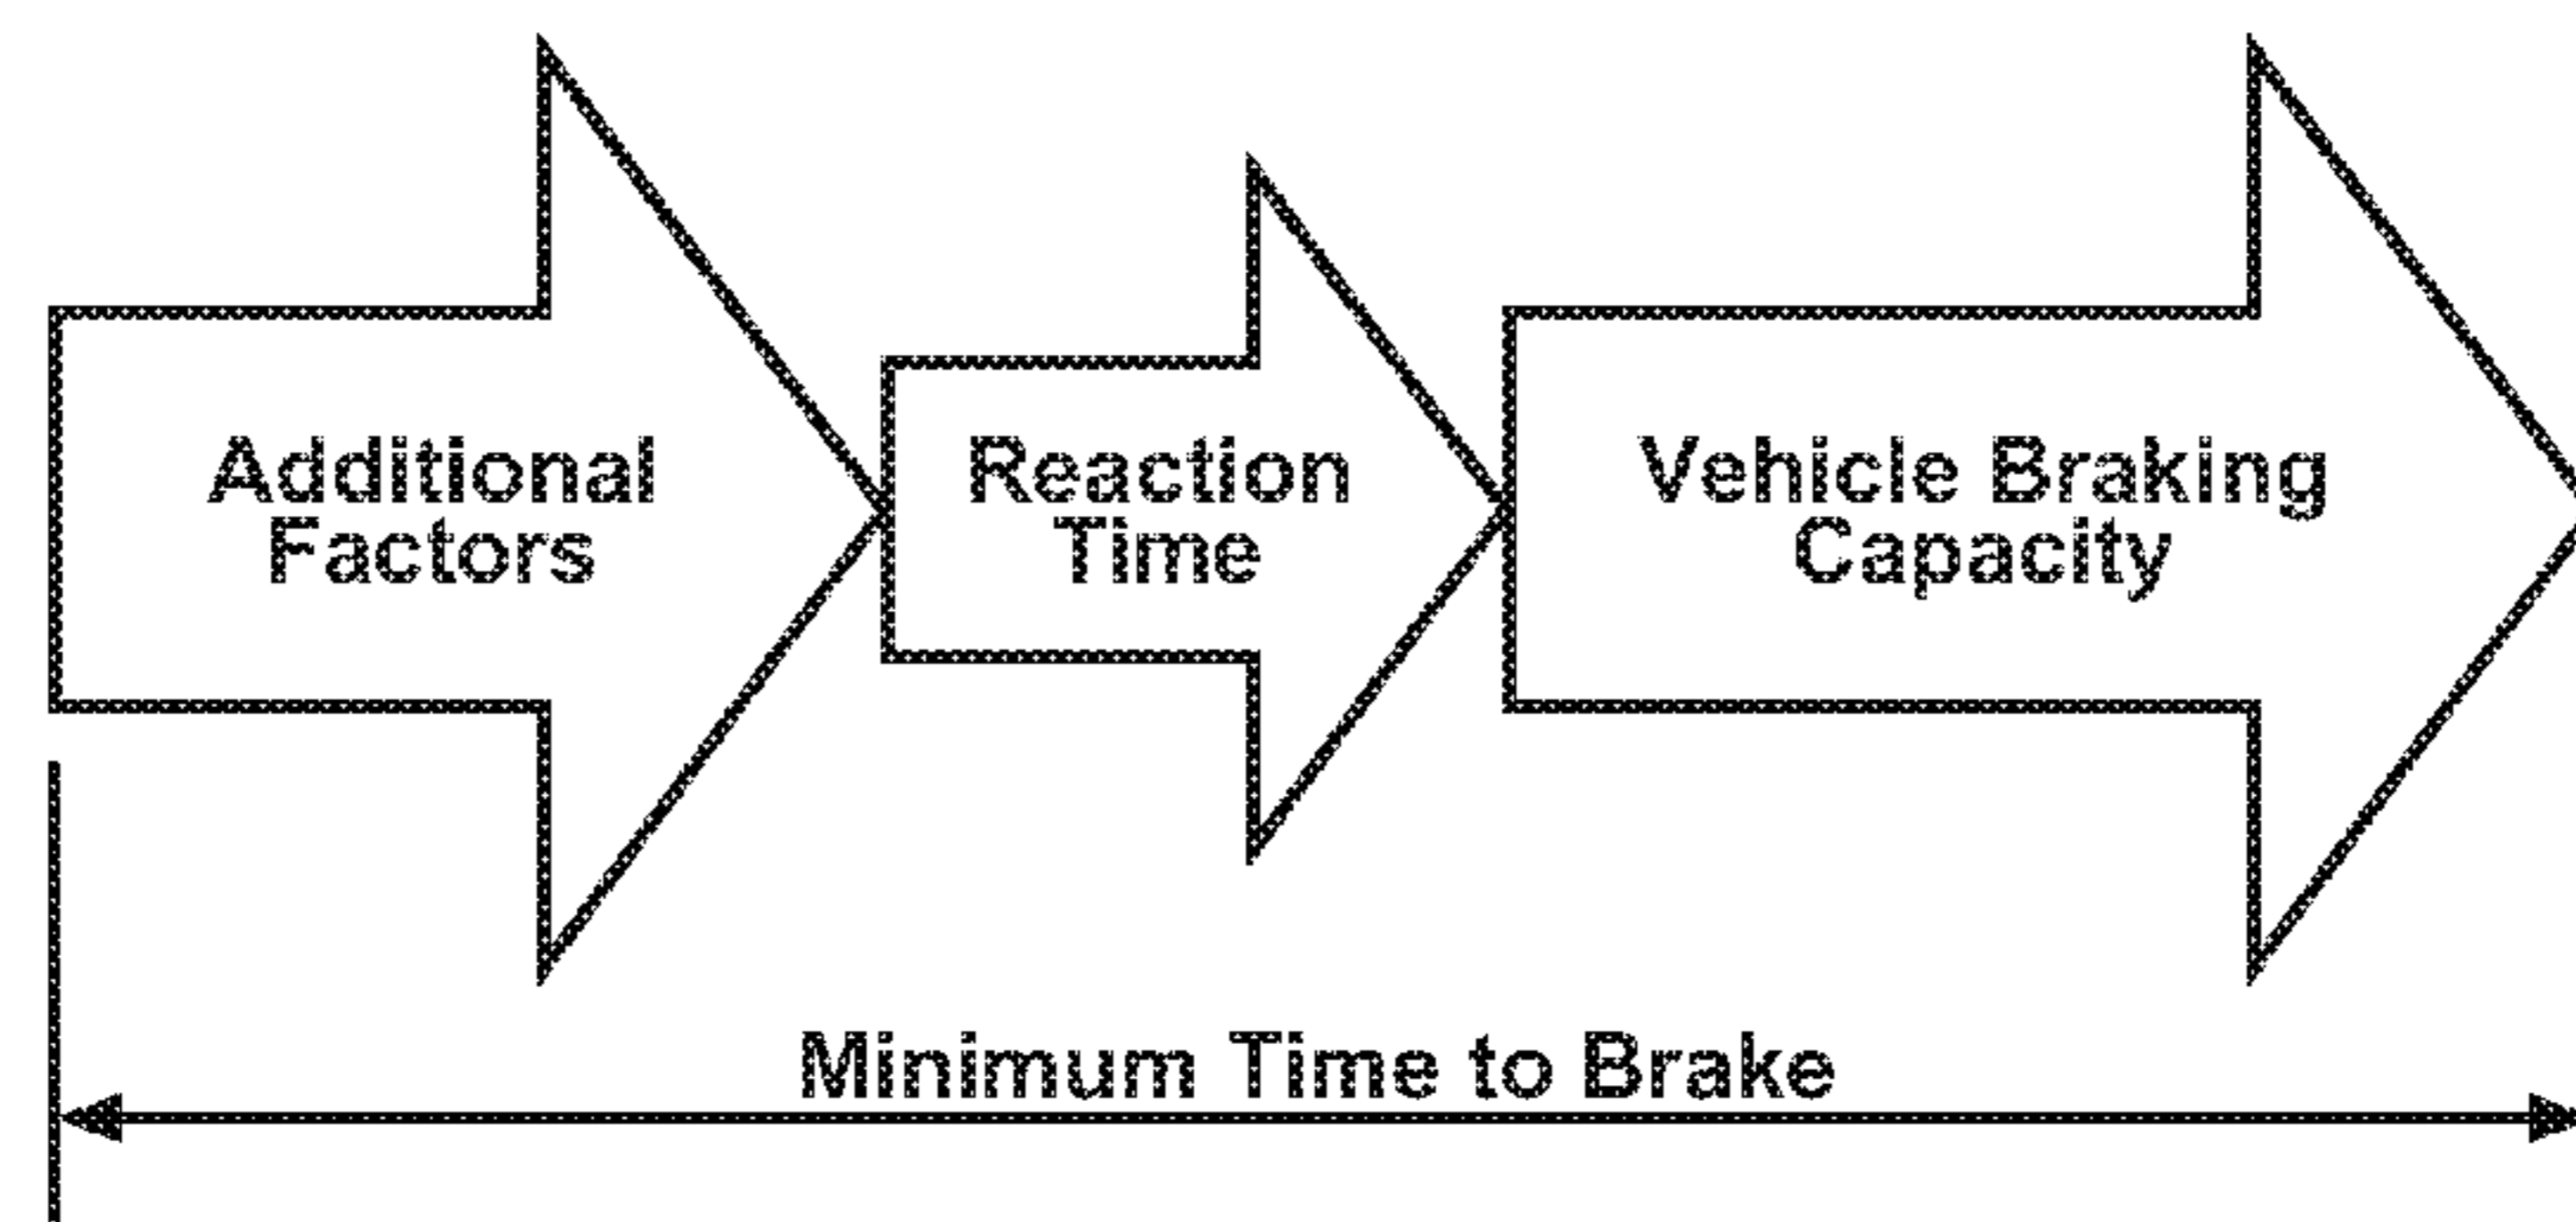 Additional
Factors
Reaction
Time
Vehicle Braking
Capacity
Minimum Time to Brake